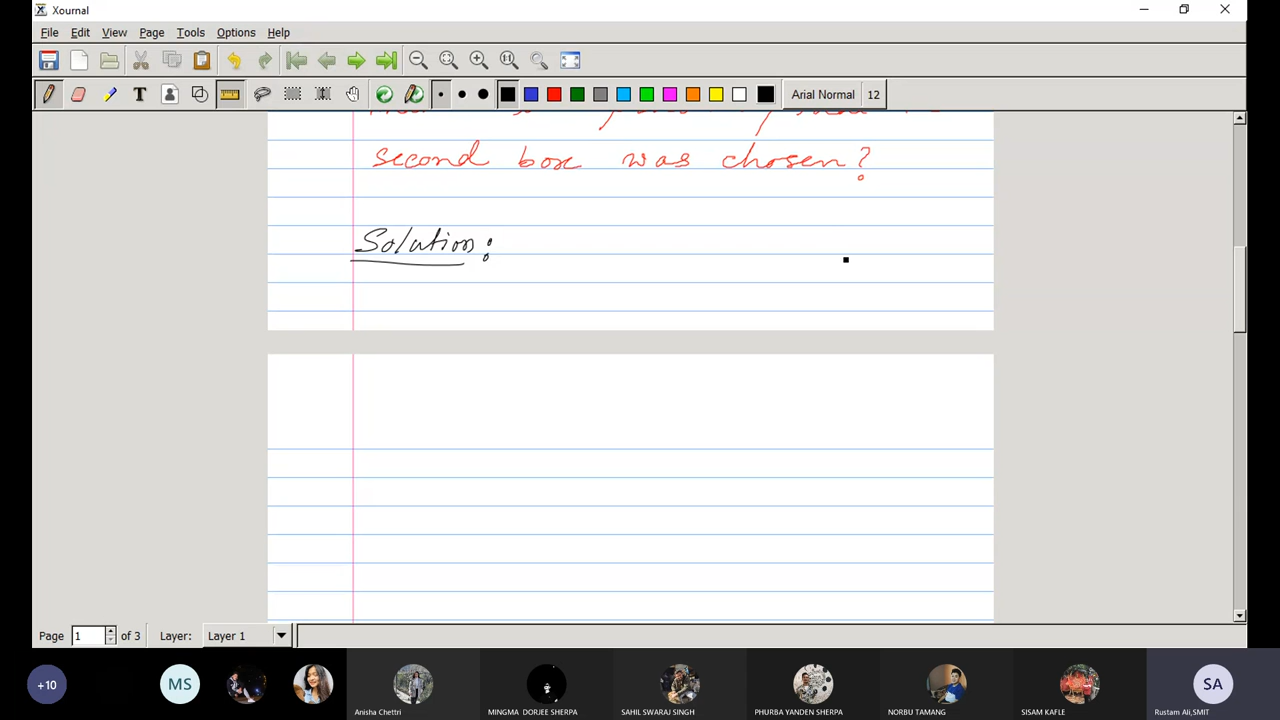 Xournal
File Edit View Page Tools Options Help
Arial Normal 12
second box was chosen?
Solution:
Page 1 of 3 Layer: Layer 1
+10 MS SA
Anisha Chettri MINGMA DORJEE SHERPA SAHIL SWARAJ SINGH PHURBA YANDEN SHERPA NORBU TAMANG SISAM KAFLE Rustam Ali,SMIT